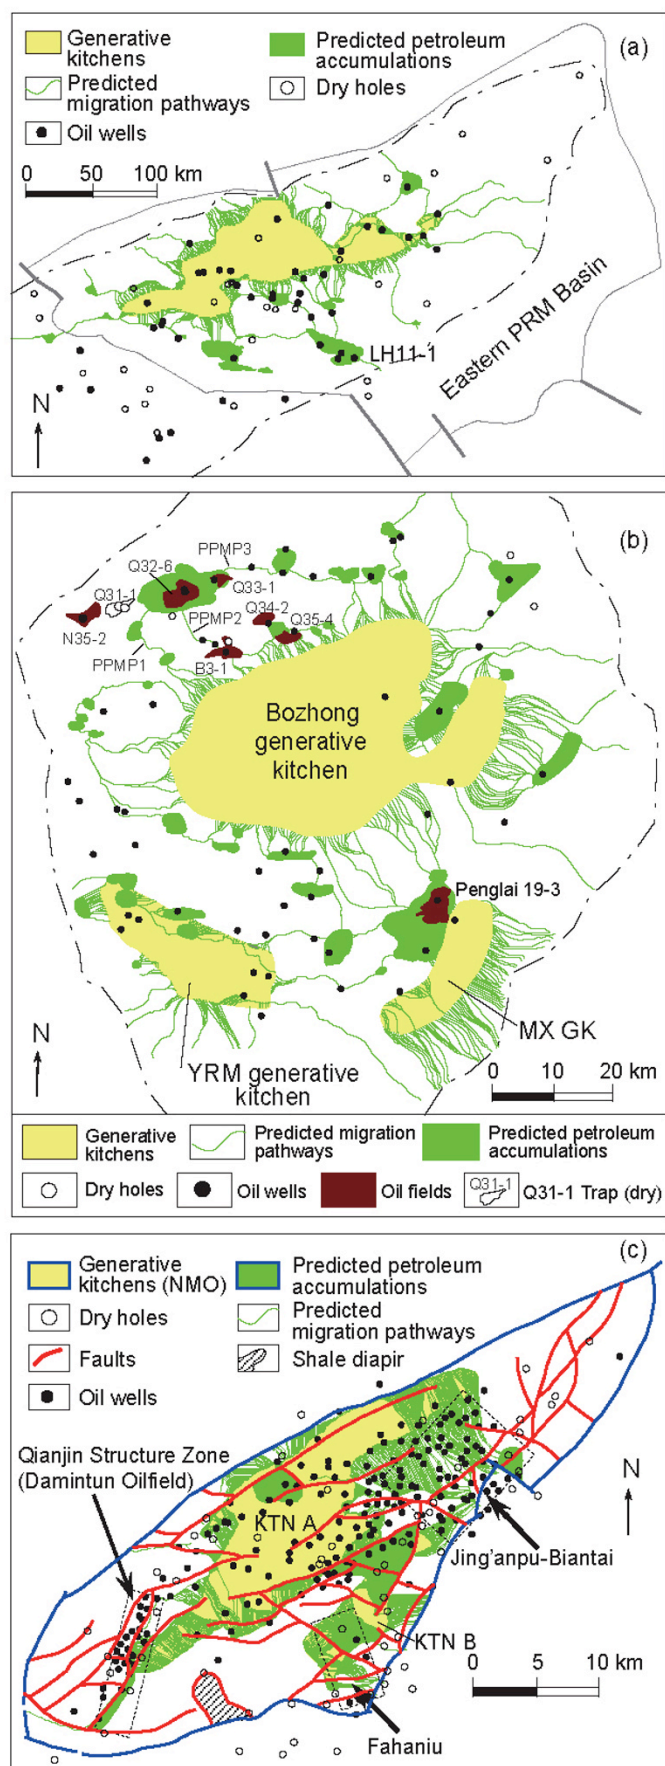 (a)
Generative
kitchens
Predicted petroleum
accumulations
Predicted
migration pathways
Dry holes
Oil wells
0 50 100 km
LH11-1
Eastern PRM Basin
N
(b)
PPMP3
Q32-6
Q31-1
Q33-1
Q34-2
PPMP2
Q35-4
N35-2
PPMP1
B3-1
Bozhong
generative
kitchen
Penglai 19-3
MX GK
N
YRM generative
kitchen
0 10 20 km
Generative
kitchens
Predicted migration
pathways
Predicted petroleum
accumulations
Dry holes
Oil wells
Oil fields
Q31-1
Q31-1 Trap (dry)
(c)
Generative
kitchens (NMO)
Predicted petroleum
accumulations
Dry holes
Predicted
migration pathways
Faults
Shale diapir
Oil wells
Qianjin Structure Zone
(Damintun Oilfield)
N
KTN A
Jing'anpu-Biantai
KTN B
0 5 10 km
Fahaniu